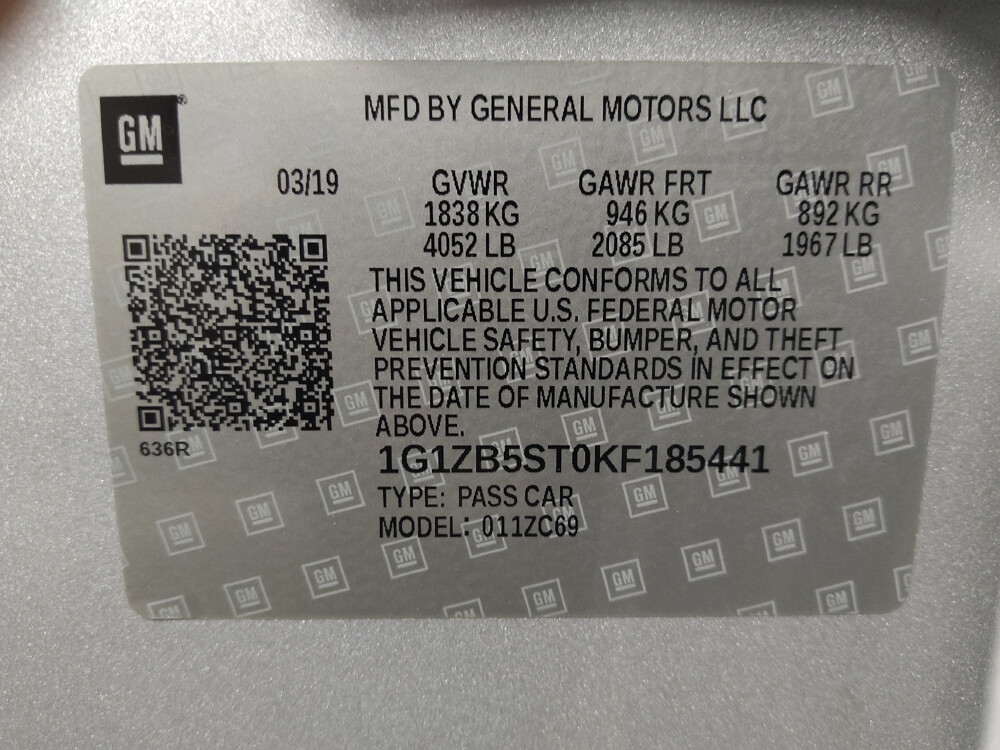 GM
MFD BY GENERAL MOTORS LLC
03/19 GVWR GAWR FRT GAWR RR
1838 KG 946 KG 892 KG
4052 LB 2085 LB 1967 LB
THIS VEHICLE CONFORMS TO ALL
APPLICABLE U.S. FEDERAL MOTOR
VEHICLE SAFETY, BUMPER, AND THEFT
PREVENTION STANDARDS IN EFFECT ON
THE DATE OF MANUFACTURE SHOWN
ABOVE.
636R
1G1ZB5ST0KF185441
TYPE: PASS CAR
MODEL: 011ZC69